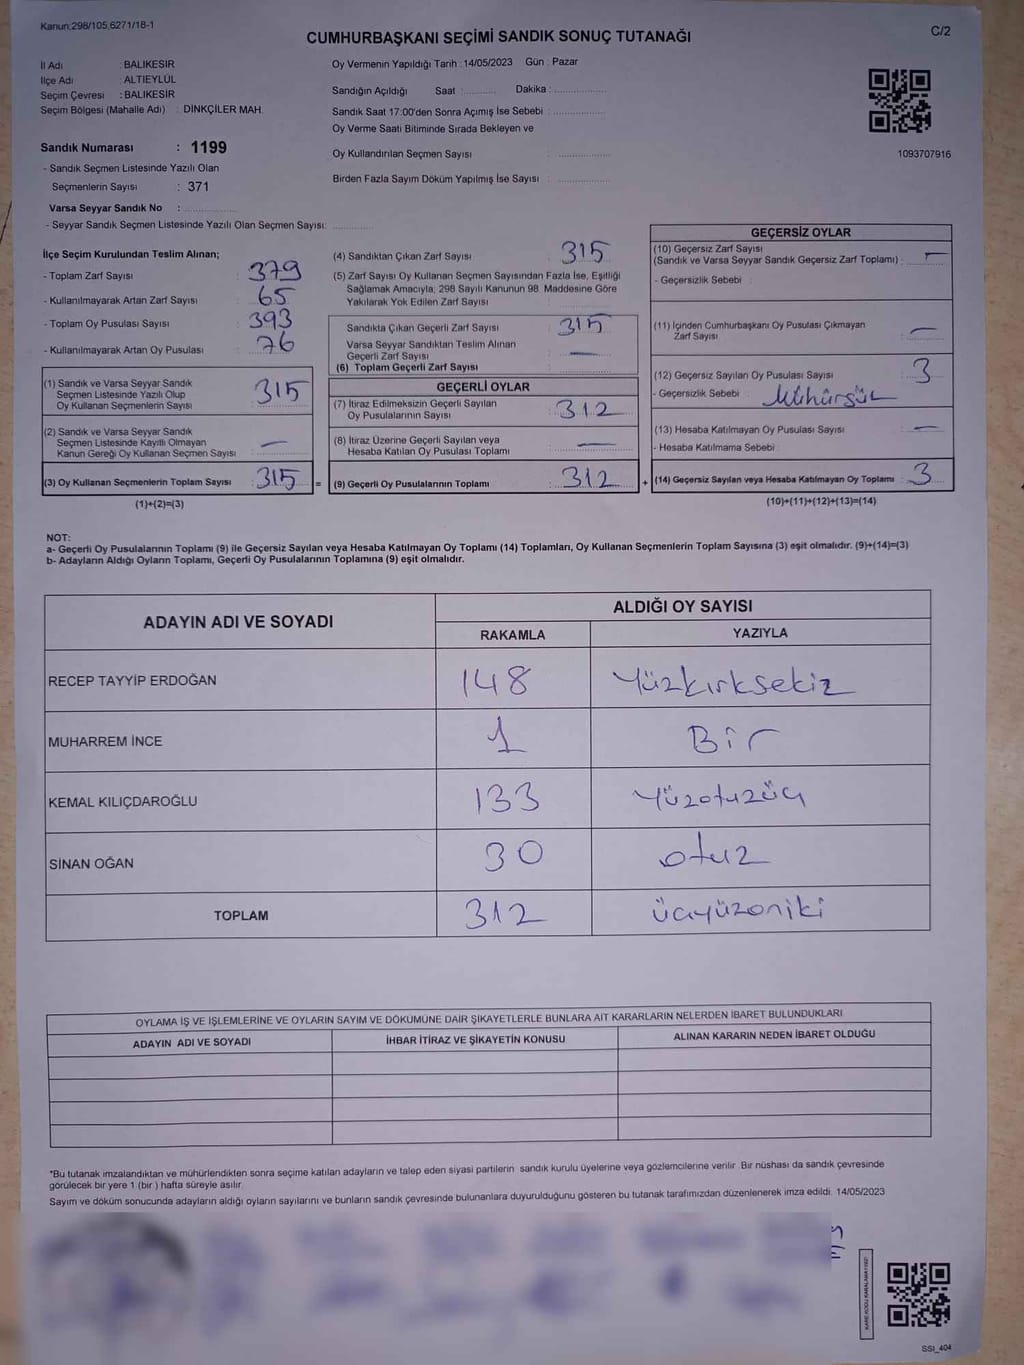 Kanun:298/105,6271/18-1
C/2
CUMHURBAŞKANI SEÇİMİ SANDIK SONUÇ TUTANAĞI
İl Adı : BALIKESİR
İlçe Adı : ALTIEYLÜL
Seçim Çevresi : BALIKESİR
Seçim Bölgesi (Mahalle Adı) : DİNKÇİLER MAH.
Oy Vermenin Yapıldığı Tarih : 14/05/2023 Gün : Pazar
Sandığın Açıldığı Saat : Dakika :
Sandık Saat 17:00'den Sonra Açımış İse Sebebi :
Oy Verme Saati Bitiminde Sırada Bekleyen ve
Oy Kullandırılan Seçmen Sayısı :
Birden Fazla Sayım Döküm Yapılmış İse Sayısı :
1093707916
Sandık Numarası : 1199
- Sandık Seçmen Listesinde Yazılı Olan
Seçmenlerin Sayısı : 371
Varsa Seyyar Sandık No :
- Seyyar Sandık Seçmen Listesinde Yazılı Olan Seçmen Sayısı:
İlçe Seçim Kurulundan Teslim Alınan;
- Toplam Zarf Sayısı : 379
- Kullanılmayarak Artan Zarf Sayısı : 65
- Toplam Oy Pusulası Sayısı : 393
- Kullanılmayarak Artan Oy Pusulası : 76
(1) Sandık ve Varsa Seyyar Sandık
Seçmen Listesinde Yazılı Olup
Oy Kullanan Seçmenlerin Sayısı : 315
(2) Sandık ve Varsa Seyyar Sandık
Seçmen Listesinde Kayıtlı Olmayan
Kanun Gereği Oy Kullanan Seçmen Sayısı : —
(3) Oy Kullanan Seçmenlerin Toplam Sayısı : 315 =
(1)+(2)=(3)
(4) Sandıktan Çıkan Zarf Sayısı : 315
(5) Zarf Sayısı Oy Kullanan Seçmen Sayısından Fazla İse, Eşitliği
Sağlamak Amacıyla; 298 Sayılı Kanunun 98. Maddesine Göre
Yakılarak Yok Edilen Zarf Sayısı :
Sandıkta Çıkan Geçerli Zarf Sayısı : 315
Varsa Seyyar Sandıktan Teslim Alınan
Geçerli Zarf Sayısı : —
(6) Toplam Geçerli Zarf Sayısı :
GEÇERLİ OYLAR
(7) İtiraz Edilmeksizin Geçerli Sayılan
Oy Pusulalarının Sayısı : 312
(8) İtiraz Üzerine Geçerli Sayılan veya
Hesaba Katılan Oy Pusulası Toplamı : —
(9) Geçerli Oy Pusulalarının Toplamı : 312 +
GEÇERSİZ OYLAR
(10) Geçersiz Zarf Sayısı
(Sandık ve Varsa Seyyar Sandık Geçersiz Zarf Toplamı) : —
- Geçersizlik Sebebi :
(11) İçinden Cumhurbaşkanı Oy Pusulası Çıkmayan
Zarf Sayısı : —
(12) Geçersiz Sayılan Oy Pusulası Sayısı : 3
- Geçersizlik Sebebi : Mühürsüz
(13) Hesaba Katılmayan Oy Pusulası Sayısı : —
- Hesaba Katılmama Sebebi :
(14) Geçersiz Sayılan veya Hesaba Katılmayan Oy Toplamı : 3
(10)+(11)+(12)+(13)=(14)
NOT:
a- Geçerli Oy Pusulalarının Toplamı (9) ile Geçersiz Sayılan veya Hesaba Katılmayan Oy Toplamı (14) Toplamları, Oy Kullanan Seçmenlerin Toplam Sayısına (3) eşit olmalıdır. (9)+(14)=(3)
b- Adayların Aldığı Oyların Toplamı, Geçerli Oy Pusulalarının Toplamına (9) eşit olmalıdır.
ADAYIN ADI VE SOYADI
ALDIĞI OY SAYISI
RAKAMLA YAZIYLA
RECEP TAYYİP ERDOĞAN 148 Yüzkırksekiz
MUHARREM İNCE 1 Bir
KEMAL KILIÇDAROĞLU 133 Yüzotuzüç
SİNAN OĞAN 30 otuz
TOPLAM 312 üçyüzoniki
OYLAMA İŞ VE İŞLEMLERİNE VE OYLARIN SAYIM VE DÖKÜMÜNE DAİR ŞİKAYETLERLE BUNLARA AİT KARARLARIN NELERDEN İBARET BULUNDUKLARI
ADAYIN ADI VE SOYADI İHBAR İTİRAZ VE ŞİKAYETİN KONUSU ALINAN KARARIN NEDEN İBARET OLDUĞU
*Bu tutanak imzalandıktan ve mühürlendikten sonra seçime katılan adayların ve talep eden siyasi partilerin sandık kurulu üyelerine veya gözlemcilerine verilir. Bir nüshası da sandık çevresinde
görülecek bir yere 1 (bir ) hafta süreyle asılır.
Sayım ve döküm sonucunda adayların aldığı oyların sayılarını ve bunların sandık çevresinde bulunanlara duyurulduğunu gösteren bu tutanak tarafımızdan düzenlenerek imza edildi. 14/05/2023
KARE KODU KARALAMAYINIZ!
SSI_404